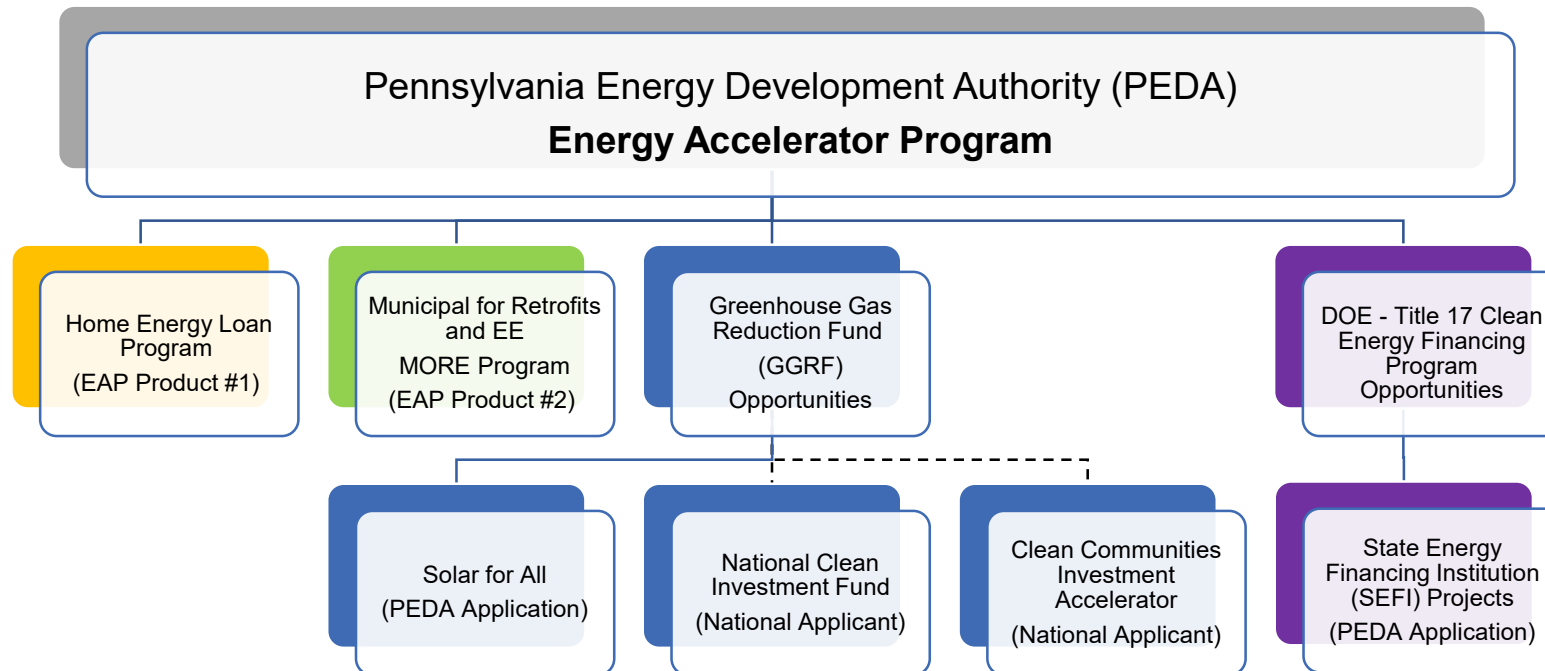 Pennsylvania Energy Development Authority (PEDA)
Energy Accelerator Program
Home Energy Loan
Program
(EAP Product #1)
Municipal for Retrofits
and EE
MORE Program
(EAP Product #2)
Greenhouse Gas
Reduction Fund
(GGRF)
Opportunities
DOE - Title 17 Clean
Energy Financing
Program
Opportunities
Solar for All
(PEDA Application)
National Clean
Investment Fund
(National Applicant)
Clean Communities
Investment
Accelerator
(National Applicant)
State Energy
Financing Institution
(SEFI) Projects
(PEDA Application)